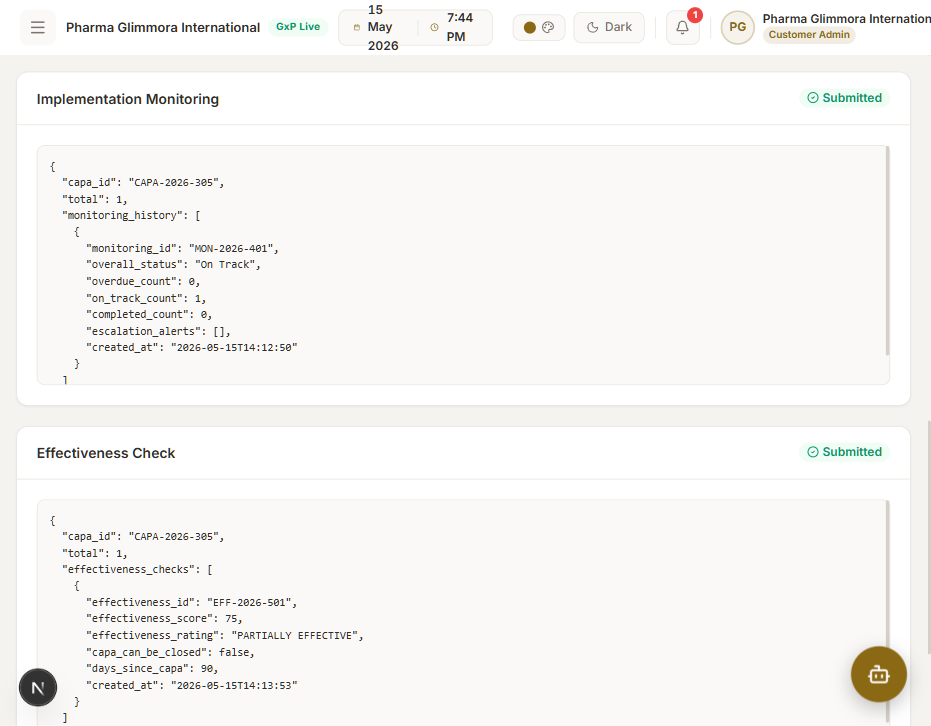 Pharma Glimmora International
GxP Live
15
May
2026
7:44
PM
Dark
1
PG
Pharma Glimmora Internation
Customer Admin
Implementation Monitoring
Submitted
{
"capa_id": "CAPA-2026-305",
"total": 1,
"monitoring_history": [
{
"monitoring_id": "MON-2026-401",
"overall_status": "On Track",
"overdue_count": 0,
"on_track_count": 1,
"completed_count": 0,
"escalation_alerts": [],
"created_at": "2026-05-15T14:12:50"
}
]
Effectiveness Check
Submitted
{
"capa_id": "CAPA-2026-305",
"total": 1,
"effectiveness_checks": [
{
"effectiveness_id": "EFF-2026-501",
"effectiveness_score": 75,
"effectiveness_rating": "PARTIALLY EFFECTIVE",
"capa_can_be_closed": false,
"days_since_capa": 90,
"created_at": "2026-05-15T14:13:53"
}
]
N